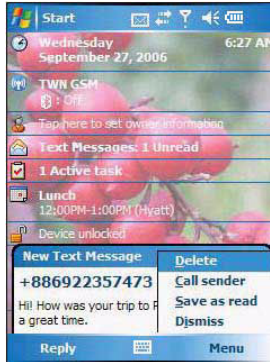 Start
Wednesday 6:27 AM
September 27, 2006
TWN GSM
: Off
Tap here to set owner information
Text Messages: 1 Unread
1 Active task
Lunch
12:00PM-1:00PM (Hyatt)
Device unlocked
New Text Message
+886922357473
Hi! How was your trip to
a great time.
Delete
Call sender
Save as read
Dismiss
Reply
Menu